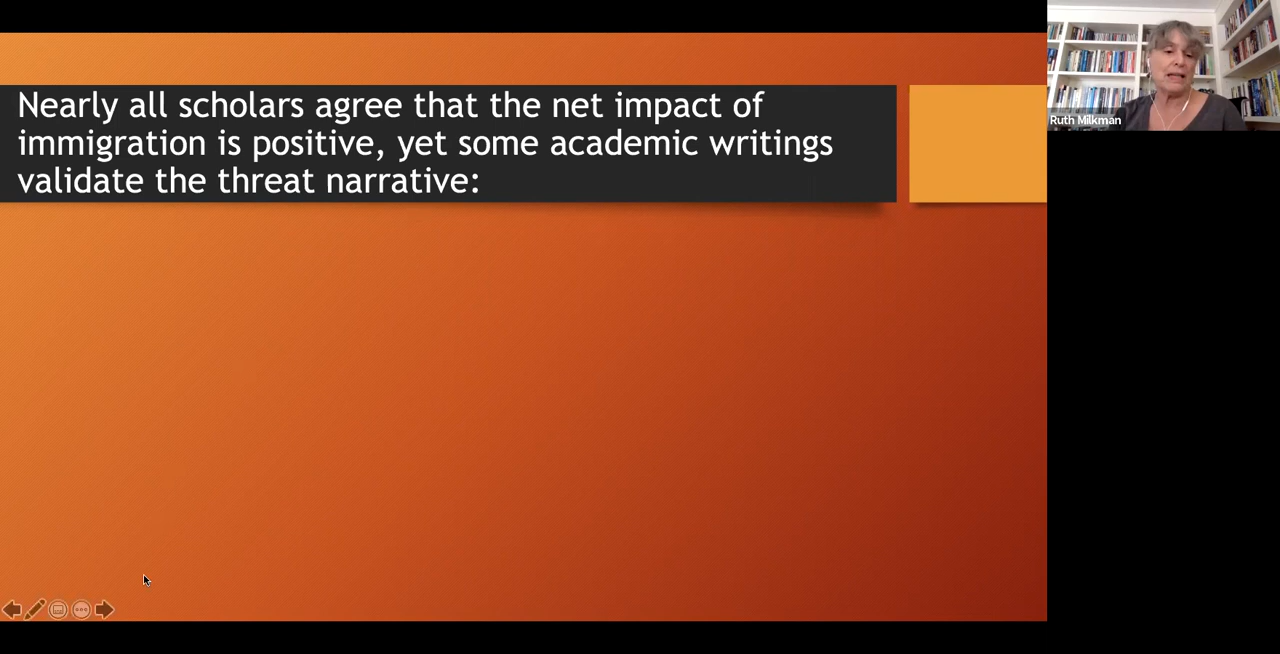 Nearly all scholars agree that the net impact of
immigration is positive, yet some academic writings
validate the threat narrative:
Ruth Milkman